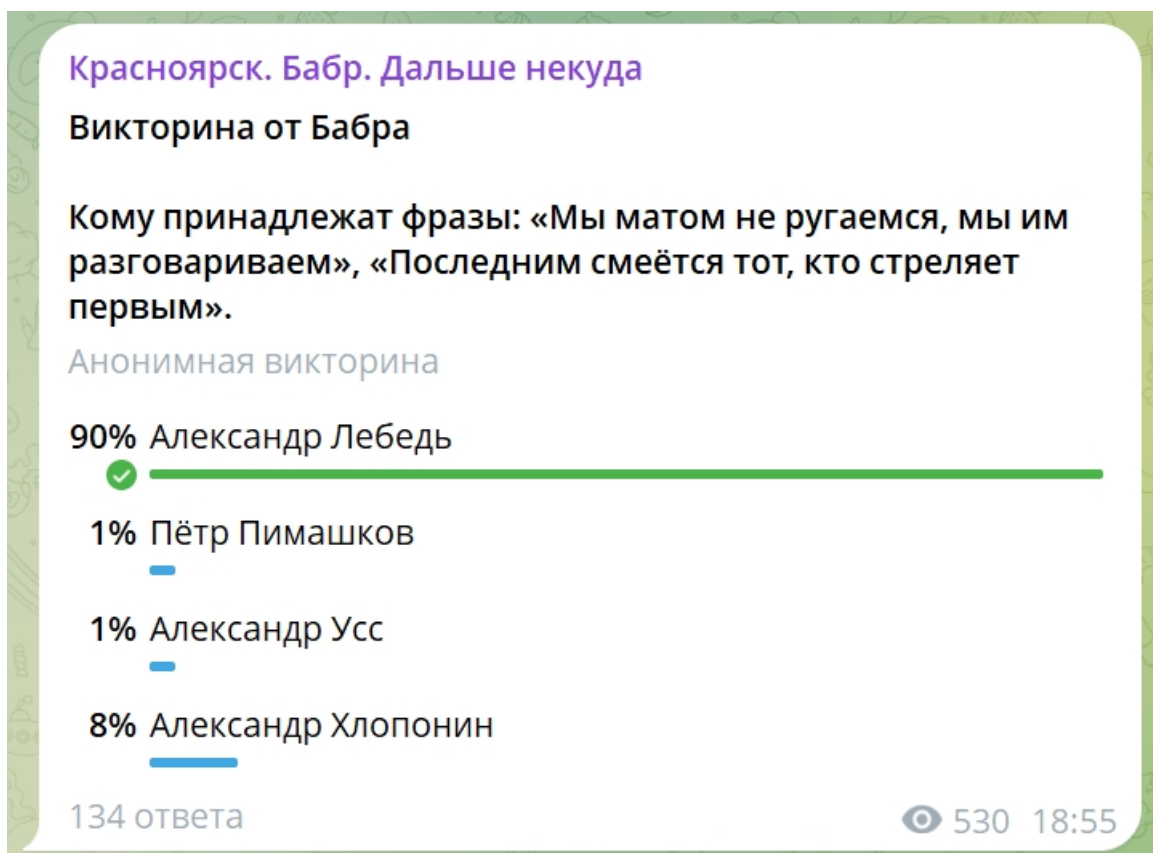 Красноярск. Бабр. Дальше некуда
Викторина от Бабра
Кому принадлежат фразы: «Мы матом не ругаемся, мы им
разговариваем», «Последним смеётся тот, кто стреляет
первым».
Анонимная викторина
90% Александр Лебедь
1% Пётр Пимашков
1% Александр Усс
8% Александр Хлопонин
134 ответа 530 18:55